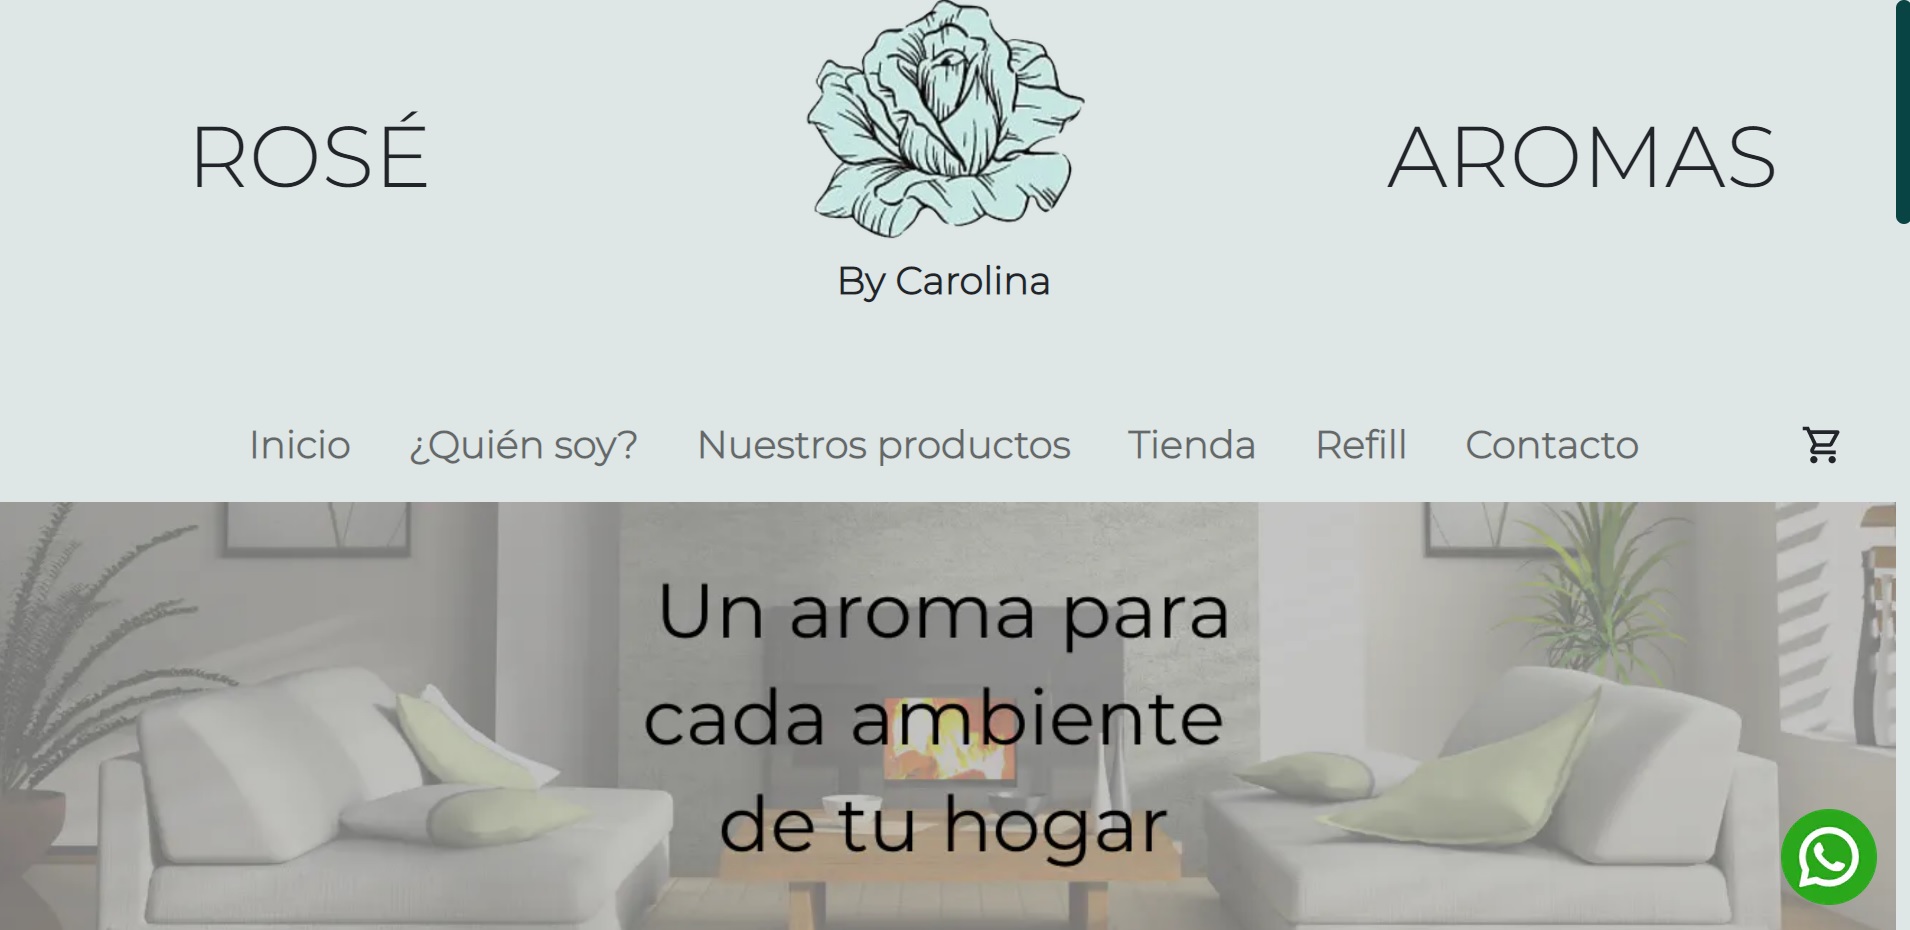 ROSÉ
AROMAS
By Carolina
Inicio ¿Quién soy? Nuestros productos Tienda Refill Contacto
Un aroma para
cada ambiente
de tu hogar